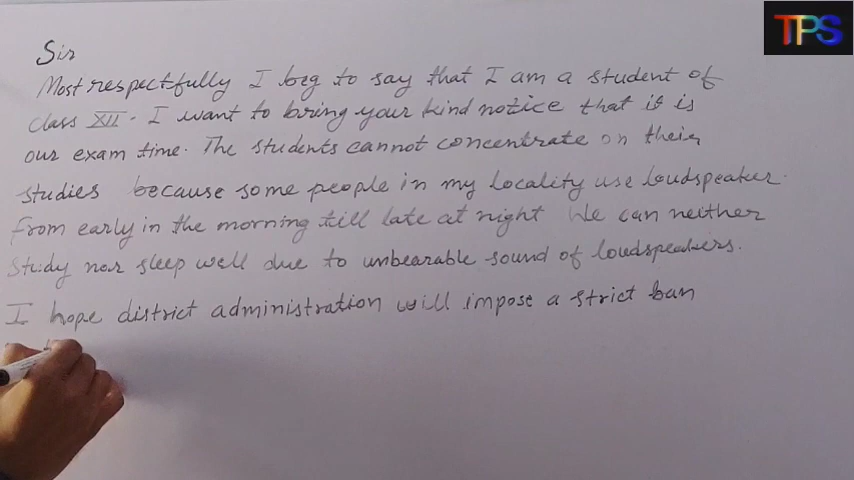 TPS
Sir
Most respectfully I beg to say that I am a student of
class XII. I want to bring your kind notice that it is
our exam time. The students cannot concentrate on their
studies because some people in my locality use loudspeaker.
From early in the morning till late at night We can neither
study nor sleep well due to unbearable sound of loudspeakers.
I hope district administration will impose a strict ban